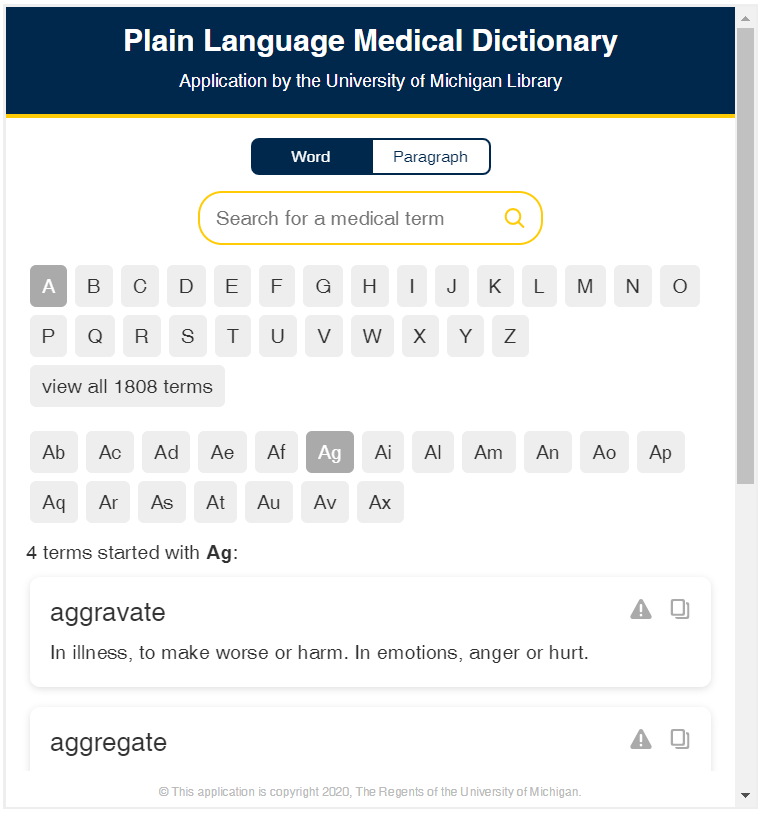 Plain Language Medical Dictionary
Application by the University of Michigan Library
Word Paragraph
Search for a medical term
A B C D E F G H I J K L M N O
P Q R S T U V W X Y Z
view all 1808 terms
Ab Ac Ad Ae Af Ag Ai Al Am An Ao Ap
Aq Ar As At Au Av Ax
4 terms started with Ag:
aggravate
In illness, to make worse or harm. In emotions, anger or hurt.
aggregate
© This application is copyright 2020, The Regents of the University of Michigan.